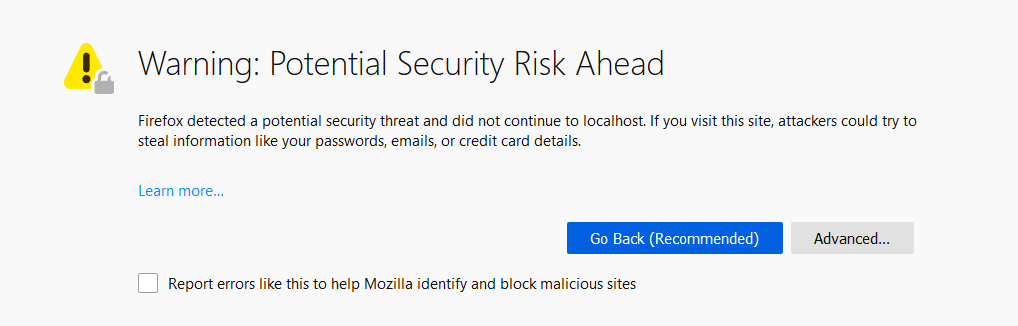 Warning: Potential Security Risk Ahead
Firefox detected a potential security threat and did not continue to localhost. If you visit this site, attackers could try to
steal information like your passwords, emails, or credit card details.
Learn more...
Go Back (Recommended)
Advanced...
Report errors like this to help Mozilla identify and block malicious sites